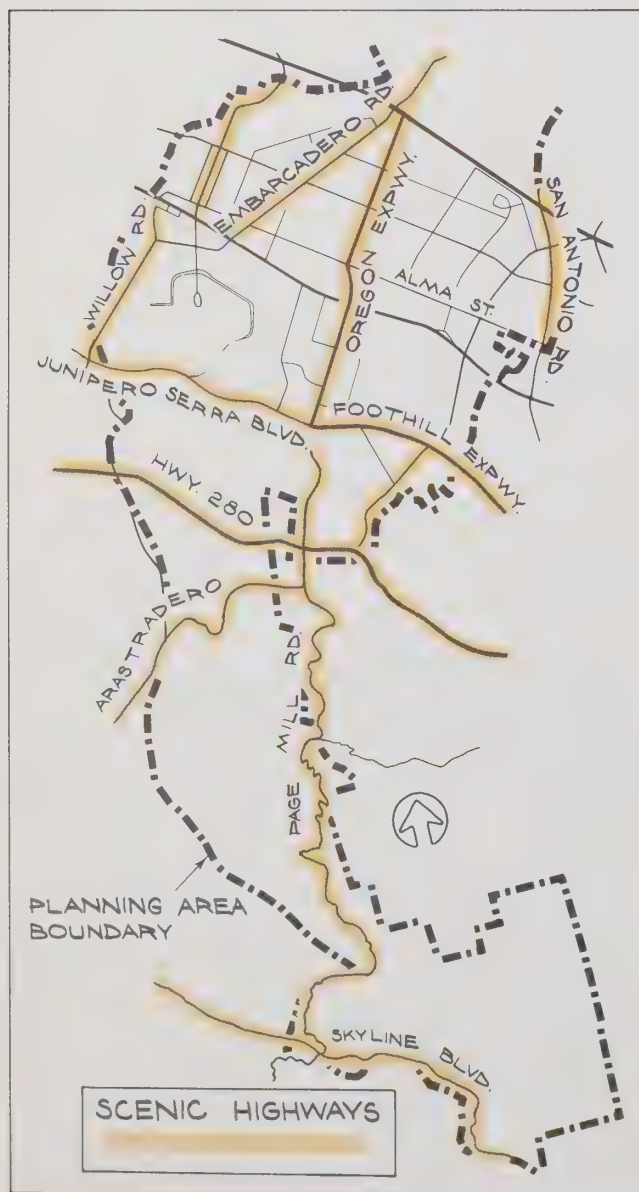 EMBARCADERO RD.
WILLOW RD.
OREGON EXPWY.
SAN ANTONIO RD.
ALMA ST.
JUNIPERO SERRA BLVD.
FOOTHILL EXPWY.
HWY. 280
ARASTRADERO
PAGE MILL RD.
PLANNING AREA
BOUNDARY
SKYLINE BLVD.
SCENIC HIGHWAYS